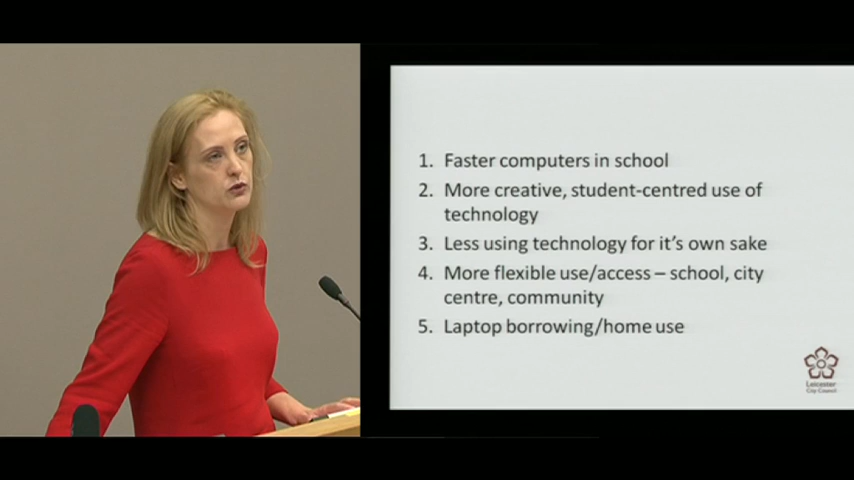 1. Faster computers in school
2. More creative, student-centred use of
technology
3. Less using technology for it's own sake
4. More flexible use/access – school, city
centre, community
5. Laptop borrowing/home use
Leicester
City Council